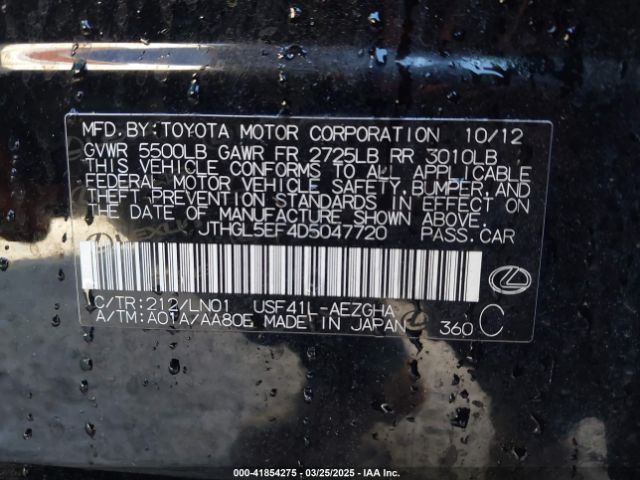 MFD. BY: TOYOTA MOTOR CORPORATION 10/12
GVWR 5500LB GAWR FR 2725LB RR 3010LB
THIS VEHICLE CONFORMS TO ALL APPLICABLE
FEDERAL MOTOR VEHICLE SAFETY, BUMPER, AND
THEFT PREVENTION STANDARDS IN EFFECT ON
THE DATE OF MANUFACTURE SHOWN ABOVE.
JTHGL5EF4D5047720 PASS. CAR
C/TR: 212/LN01 USF41L-AEZGHA
A/TM: A01A/AA80E MADE IN JAPAN 360 C
000-41854275 — 03/25/2025 — IAA Inc.